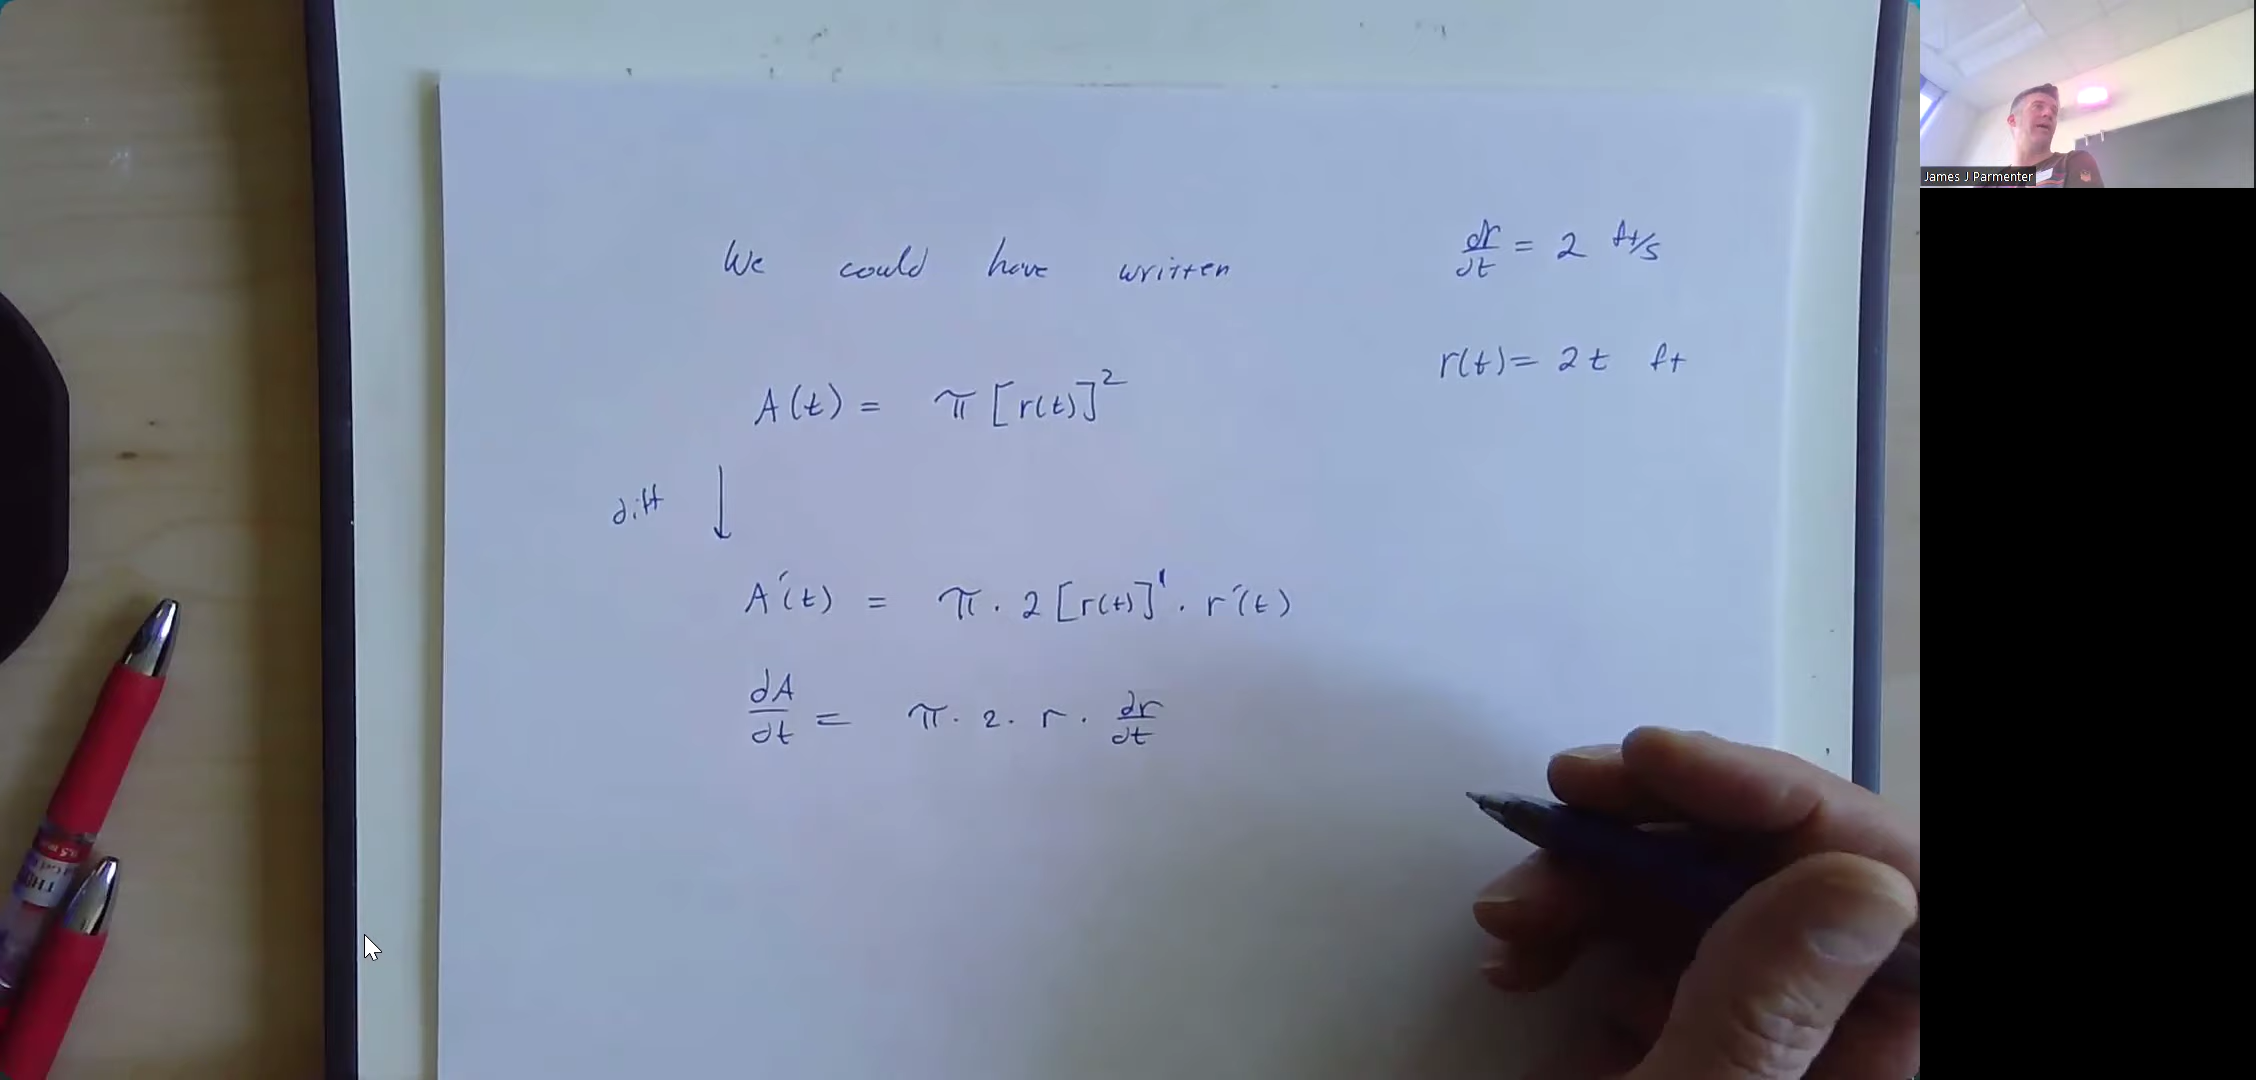 We could have written
dr/dt = 2 ft/s
r(t) = 2t ft
A(t) = π [r(t)]²
diff ↓
A′(t) = π · 2 [r(t)]¹ · r′(t)
dA/dt = π · 2 · r · dr/dt
James J Parmenter